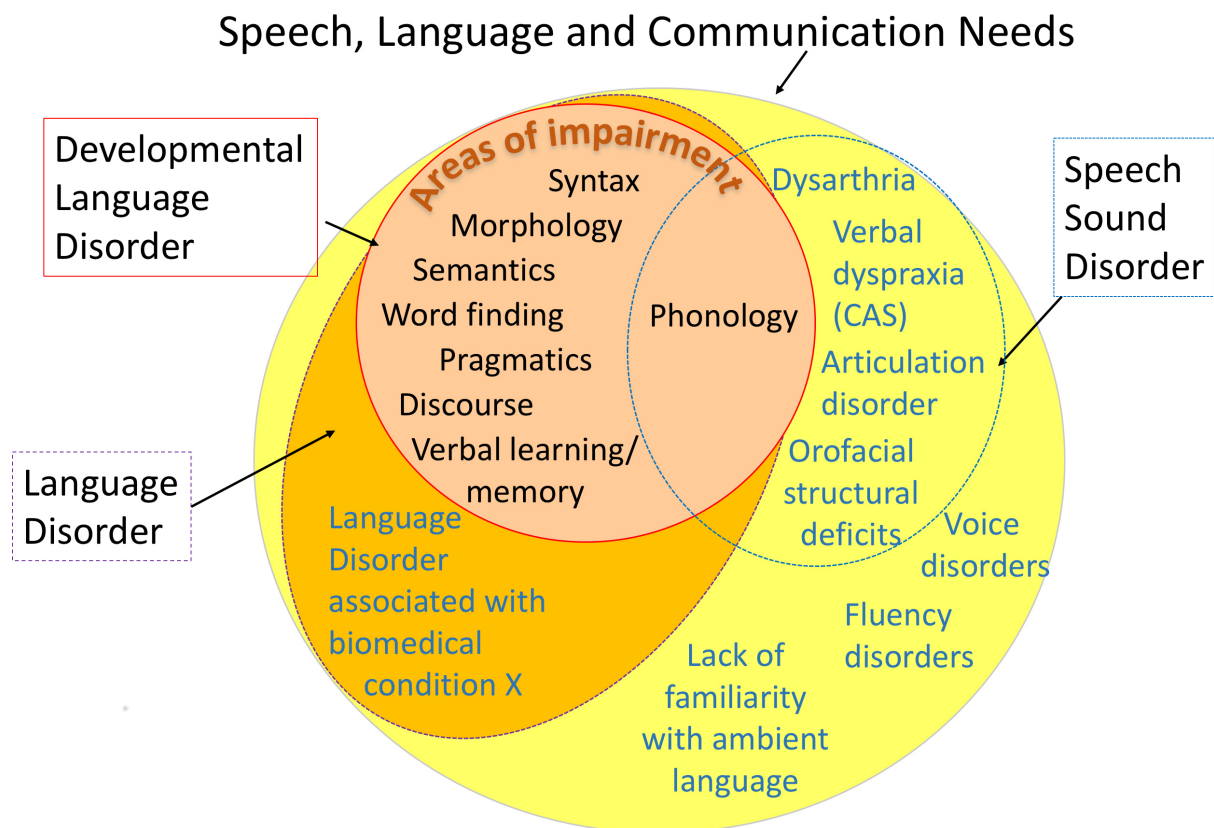 Speech, Language and Communication Needs
Developmental
Language
Disorder
Areas of impairment
Syntax
Morphology
Semantics
Word finding
Pragmatics
Discourse
Verbal learning/
memory
Phonology
Dysarthria
Verbal
dyspraxia
(CAS)
Articulation
disorder
Orofacial
structural
deficits
Speech
Sound
Disorder
Language
Disorder
Language
Disorder
associated with
biomedical
condition X
Voice
disorders
Fluency
disorders
Lack of
familiarity
with ambient
language